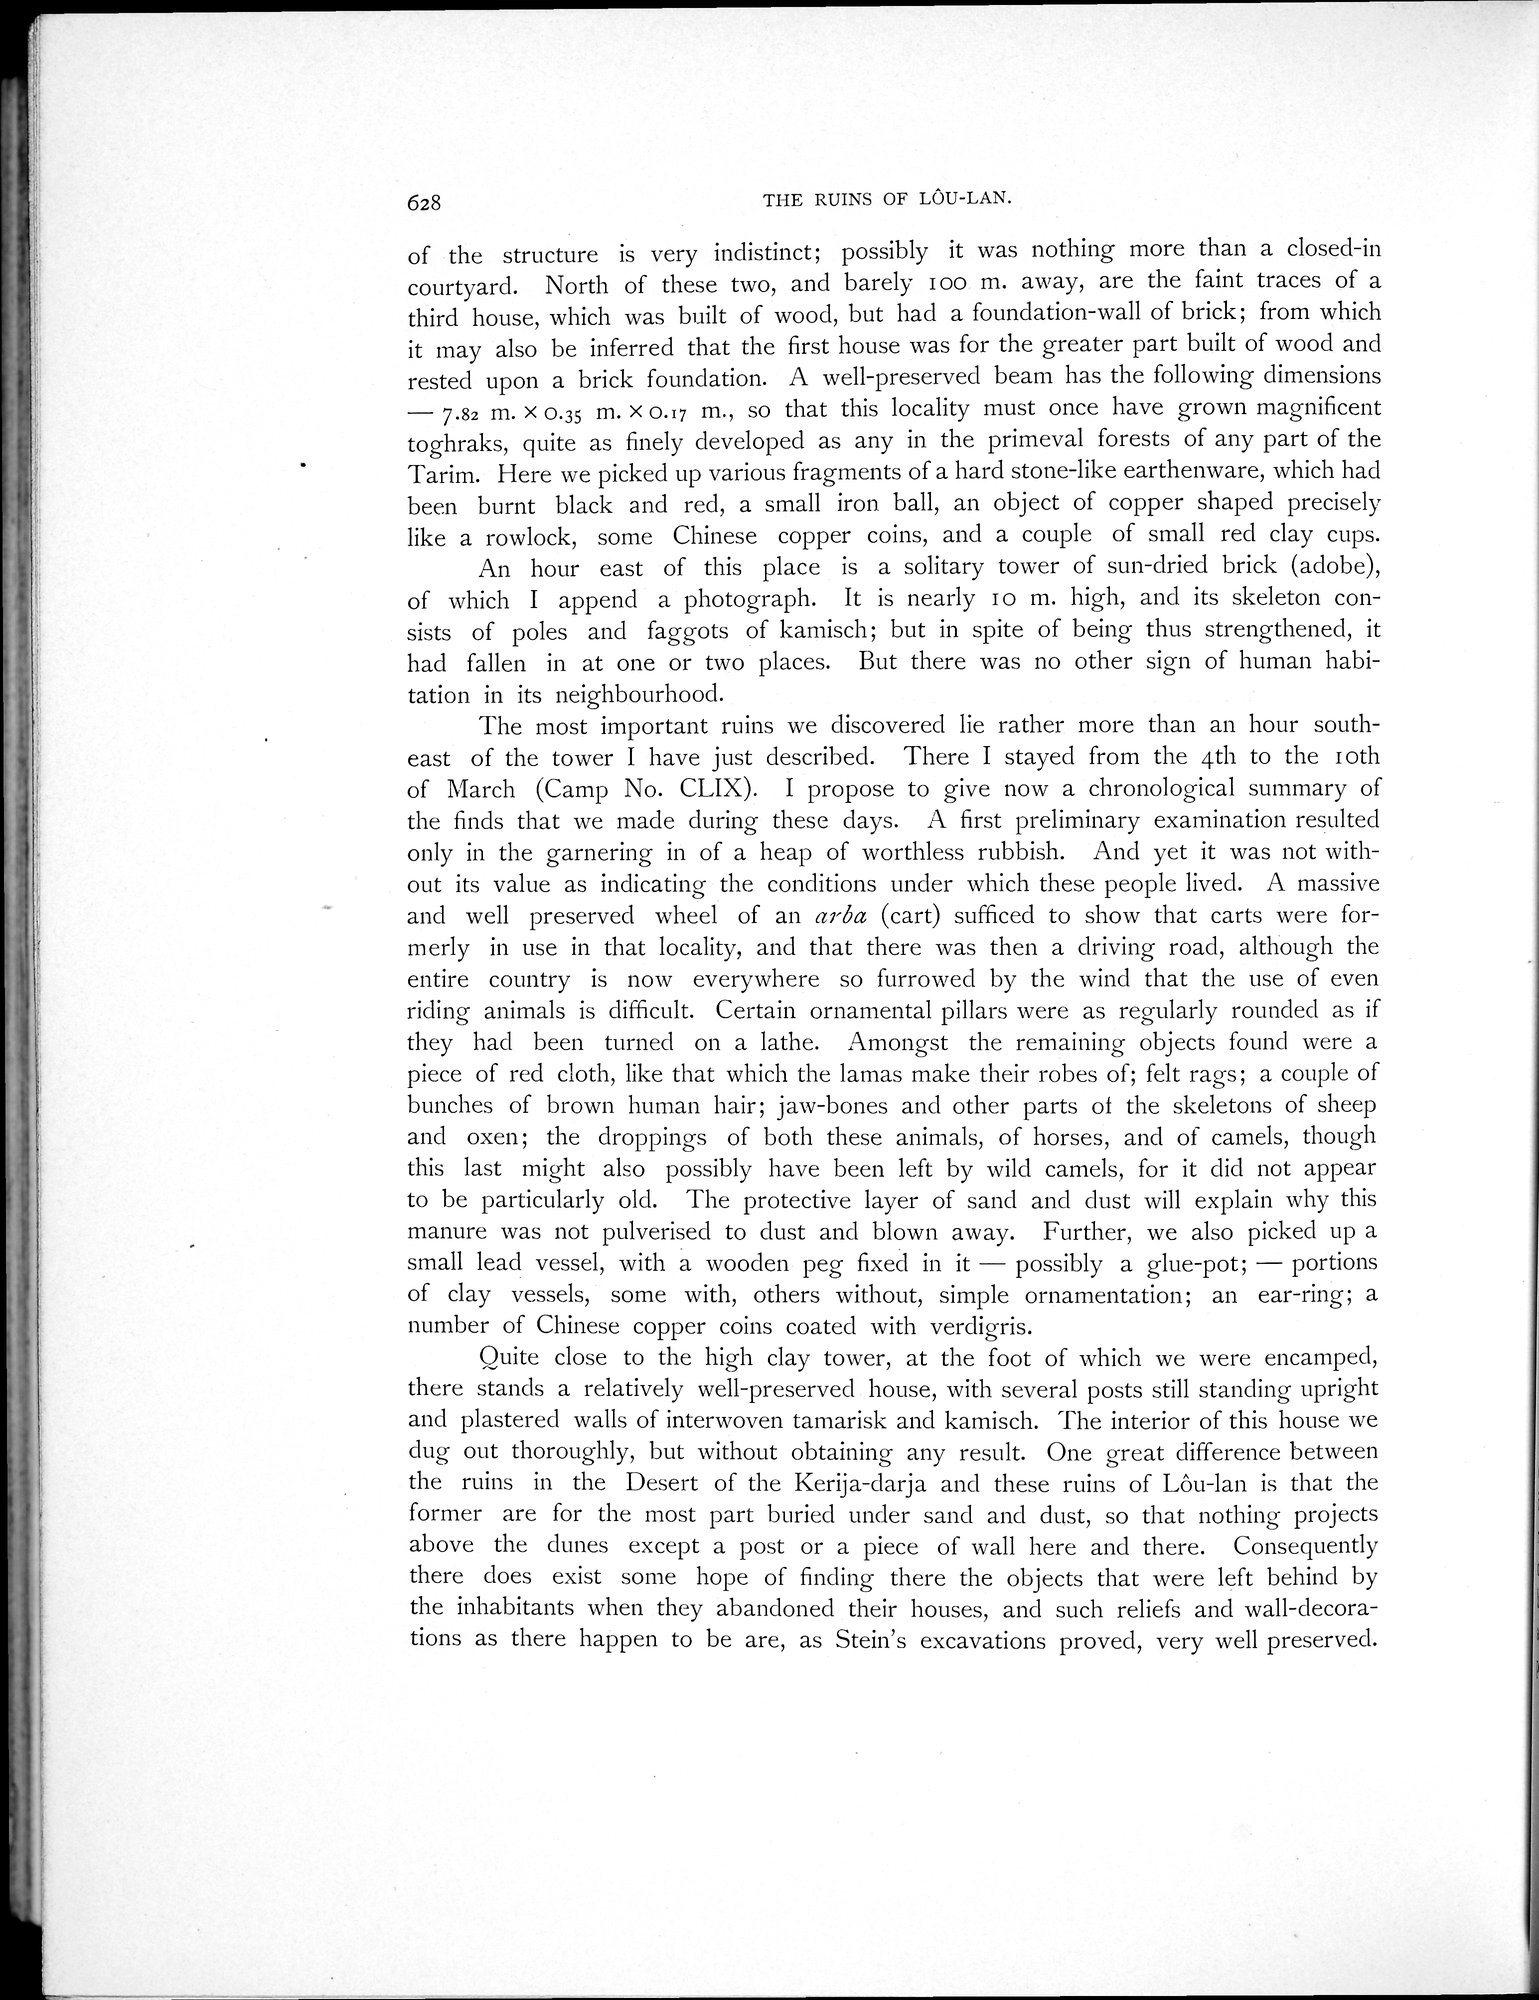 628
THE RUINS OF LÔU-LAN.
of the structure is very indistinct; possibly it was nothing more than a closed-in
courtyard. North of these two, and barely 100 m. away, are the faint traces of a
third house, which was built of wood, but had a foundation-wall of brick; from which
it may also be inferred that the first house was for the greater part built of wood and
rested upon a brick foundation. A well-preserved beam has the following dimensions
— 7.82 m. × 0.35 m. × 0.17 m., so that this locality must once have grown magnificent
toghraks, quite as finely developed as any in the primeval forests of any part of the
Tarim. Here we picked up various fragments of a hard stone-like earthenware, which had
been burnt black and red, a small iron ball, an object of copper shaped precisely
like a rowlock, some Chinese copper coins, and a couple of small red clay cups.
An hour east of this place is a solitary tower of sun-dried brick (adobe),
of which I append a photograph. It is nearly 10 m. high, and its skeleton con-
sists of poles and faggots of kamisch; but in spite of being thus strengthened, it
had fallen in at one or two places. But there was no other sign of human habi-
tation in its neighbourhood.
The most important ruins we discovered lie rather more than an hour south-
east of the tower I have just described. There I stayed from the 4th to the 10th
of March (Camp No. CLIX). I propose to give now a chronological summary of
the finds that we made during these days. A first preliminary examination resulted
only in the garnering in of a heap of worthless rubbish. And yet it was not with-
out its value as indicating the conditions under which these people lived. A massive
and well preserved wheel of an arba (cart) sufficed to show that carts were for-
merly in use in that locality, and that there was then a driving road, although the
entire country is now everywhere so furrowed by the wind that the use of even
riding animals is difficult. Certain ornamental pillars were as regularly rounded as if
they had been turned on a lathe. Amongst the remaining objects found were a
piece of red cloth, like that which the lamas make their robes of; felt rags; a couple of
bunches of brown human hair; jaw-bones and other parts of the skeletons of sheep
and oxen; the droppings of both these animals, of horses, and of camels, though
this last might also possibly have been left by wild camels, for it did not appear
to be particularly old. The protective layer of sand and dust will explain why this
manure was not pulverised to dust and blown away. Further, we also picked up a
small lead vessel, with a wooden peg fixed in it — possibly a glue-pot; — portions
of clay vessels, some with, others without, simple ornamentation; an ear-ring; a
number of Chinese copper coins coated with verdigris.
Quite close to the high clay tower, at the foot of which we were encamped,
there stands a relatively well-preserved house, with several posts still standing upright
and plastered walls of interwoven tamarisk and kamisch. The interior of this house we
dug out thoroughly, but without obtaining any result. One great difference between
the ruins in the Desert of the Kerija-darja and these ruins of Lôu-lan is that the
former are for the most part buried under sand and dust, so that nothing projects
above the dunes except a post or a piece of wall here and there. Consequently
there does exist some hope of finding there the objects that were left behind by
the inhabitants when they abandoned their houses, and such reliefs and wall-decora-
tions as there happen to be are, as Stein's excavations proved, very well preserved.